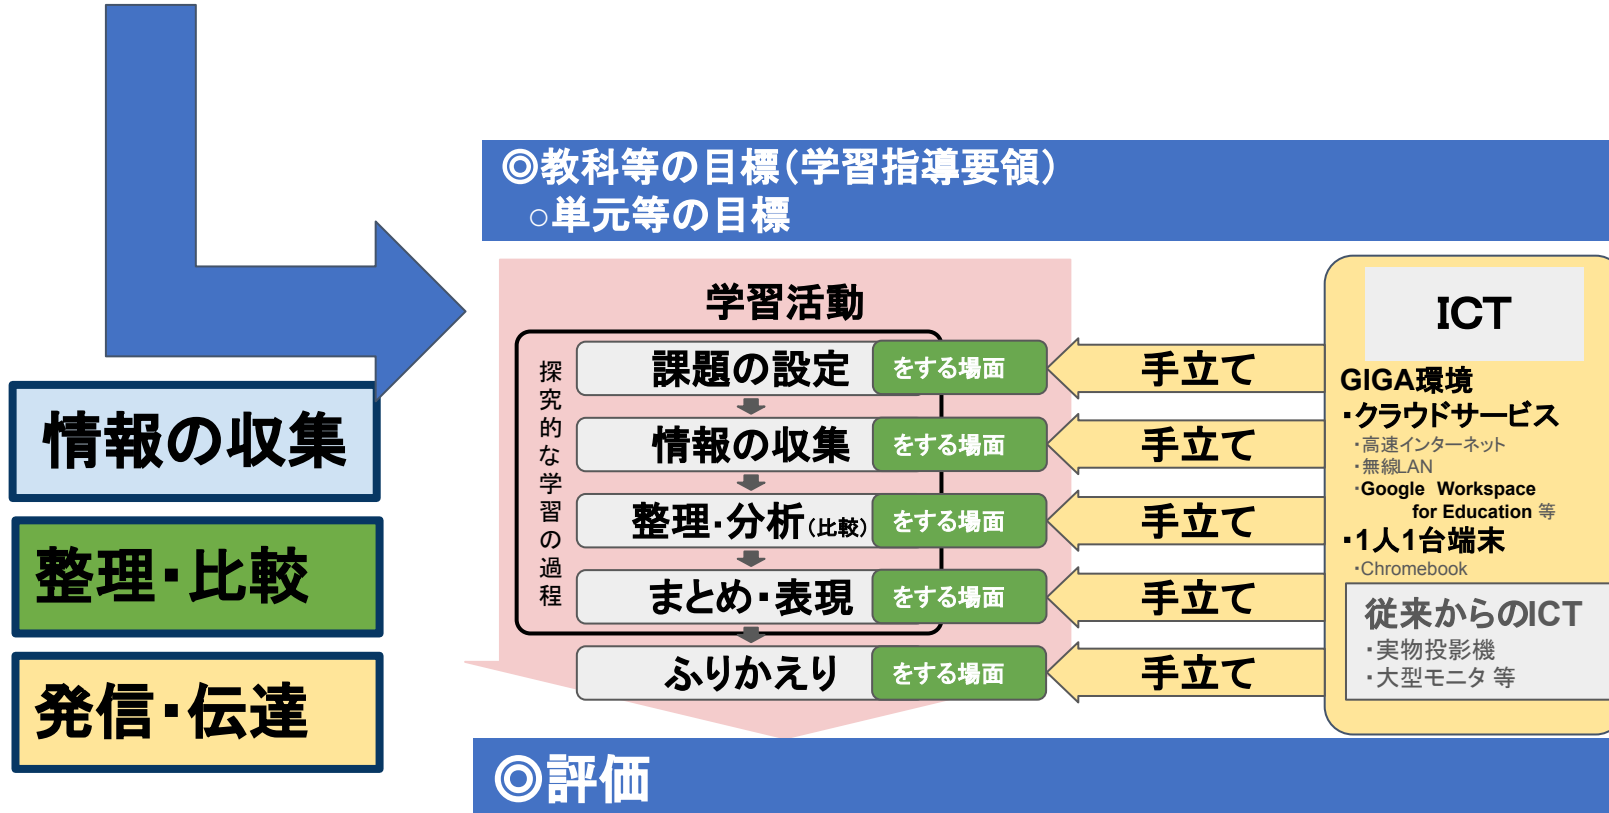 ◎教科等の目標（学習指導要領）
○単元等の目標
情報の収集
整理・比較
発信・伝達
学習活動
探究的な学習の過程
課題の設定 をする場面 手立て
情報の収集 をする場面 手立て
整理・分析（比較） をする場面 手立て
まとめ・表現 をする場面 手立て
ふりかえり をする場面 手立て
ICT
GIGA環境
・クラウドサービス
・高速インターネット
・無線LAN
・Google Workspace
for Education 等
・1人1台端末
・Chromebook
従来からのICT
・実物投影機
・大型モニタ 等
◎評価